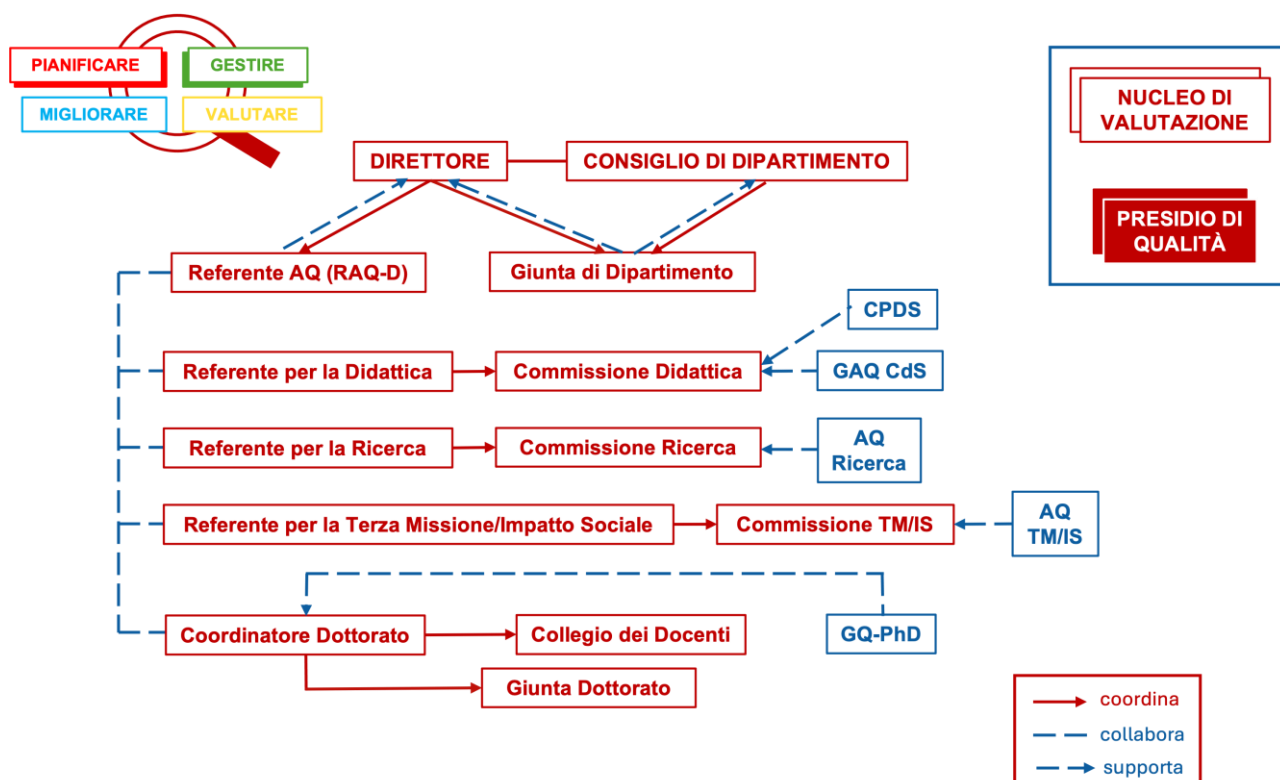 PIANIFICARE
GESTIRE
MIGLIORARE
VALUTARE
NUCLEO DI
VALUTAZIONE
PRESIDIO DI
QUALITÀ
DIRETTORE
CONSIGLIO DI DIPARTIMENTO
Referente AQ (RAQ-D)
Giunta di Dipartimento
CPDS
Referente per la Didattica
Commissione Didattica
GAQ CdS
Referente per la Ricerca
Commissione Ricerca
AQ
Ricerca
Referente per la Terza Missione/Impatto Sociale
Commissione TM/IS
AQ
TM/IS
Coordinatore Dottorato
Collegio dei Docenti
GQ-PhD
Giunta Dottorato
coordina
collabora
supporta